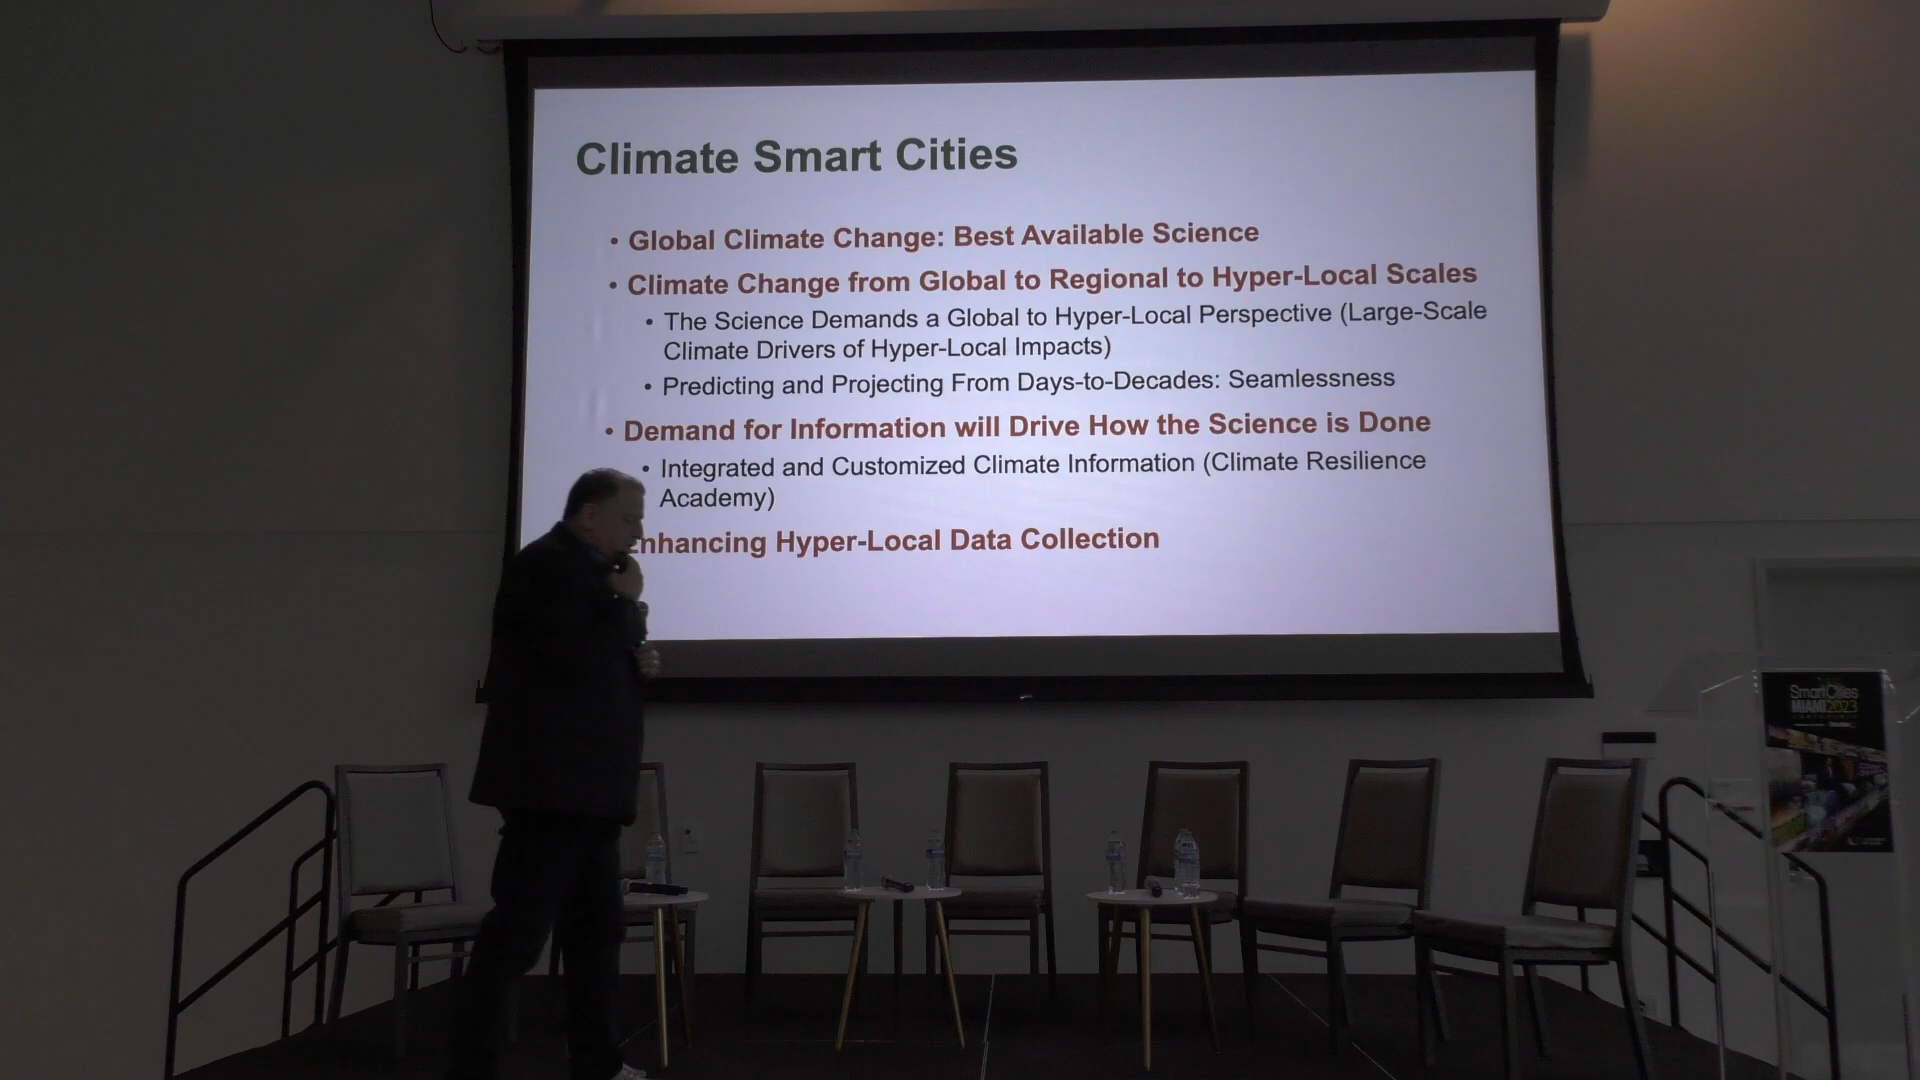 Climate Smart Cities
• Global Climate Change: Best Available Science
• Climate Change from Global to Regional to Hyper-Local Scales
• The Science Demands a Global to Hyper-Local Perspective (Large-Scale
Climate Drivers of Hyper-Local Impacts)
• Predicting and Projecting From Days-to-Decades: Seamlessness
• Demand for Information will Drive How the Science is Done
• Integrated and Customized Climate Information (Climate Resilience
Academy)
nhancing Hyper-Local Data Collection
SmartCities
MIAMI2023
CONFERENCE